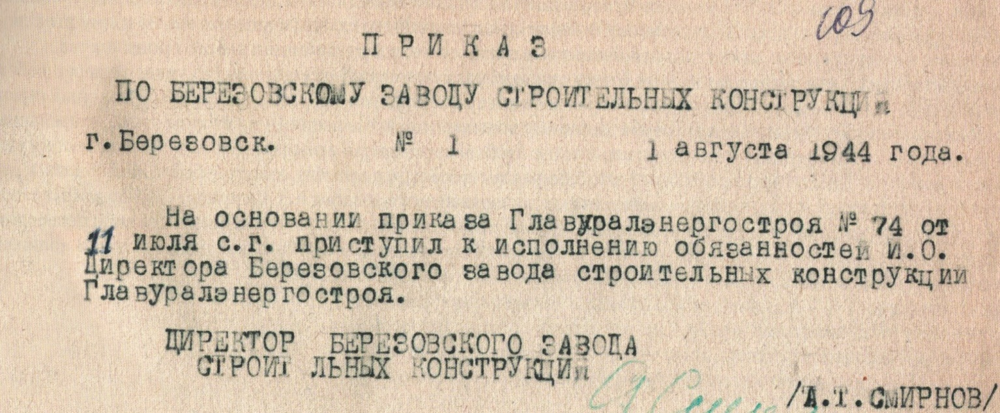 109
ПРИКАЗ
ПО БЕРЕЗОВСКОМУ ЗАВОДУ СТРОИТЕЛЬНЫХ КОНСТРУКЦИЙ
г.Березовск. № 1 1 августа 1944 года.
На основании приказа Главуралэнергостроя № 74 от
11 июля с.г. приступил к исполнению обязанностей И.О.
Директора Березовского завода строительных конструкции
Главуралэнергостроя.
ДИРЕКТОР БЕРЕЗОВСКОГО ЗАВОДА
СТРОИТ ЛЬНЫХ КОНСТРУКЦИЙ
/А.Т.СМИРНОВ/